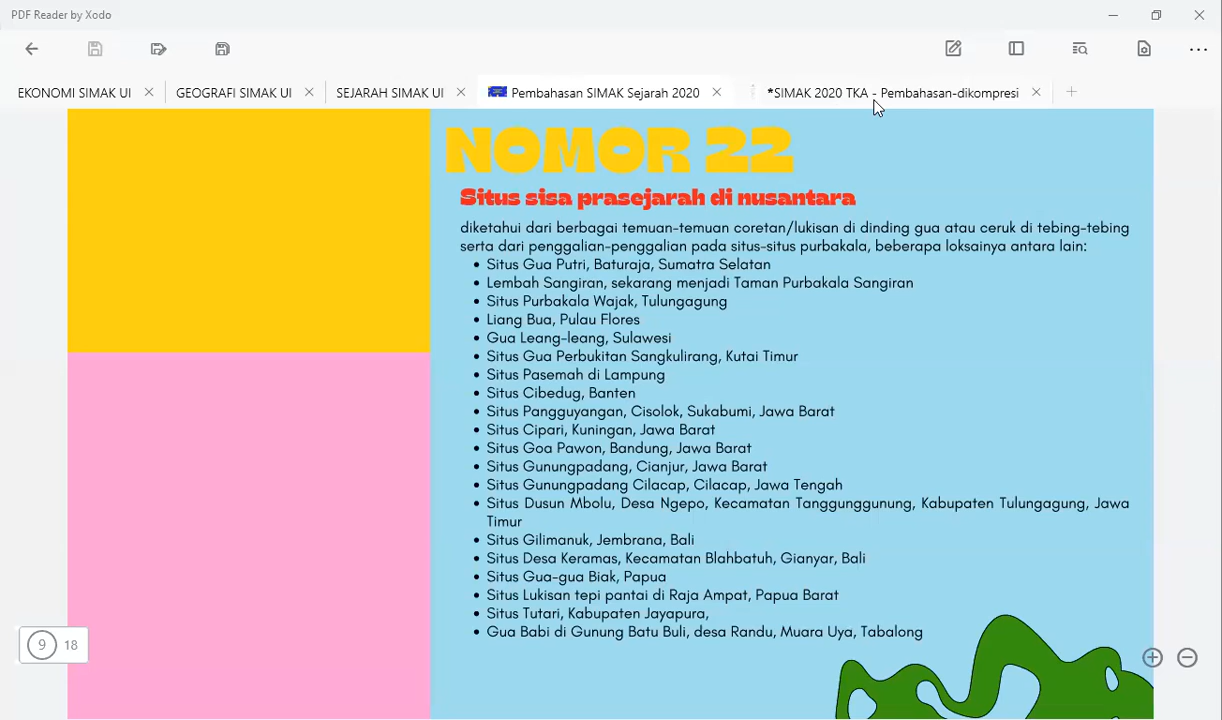 PDF Reader by Xodo
EKONOMI SIMAK UI
GEOGRAFI SIMAK UI
SEJARAH SIMAK UI
Pembahasan SIMAK Sejarah 2020
*SIMAK 2020 TKA - Pembahasan-dikompresi
NOMOR 22
Situs sisa prasejarah di nusantara
diketahui dari berbagai temuan-temuan coretan/lukisan di dinding gua atau ceruk di tebing-tebing
serta dari penggalian-penggalian pada situs-situs purbakala, beberapa loksainya antara lain:
• Situs Gua Putri, Baturaja, Sumatra Selatan
• Lembah Sangiran, sekarang menjadi Taman Purbakala Sangiran
• Situs Purbakala Wajak, Tulungagung
• Liang Bua, Pulau Flores
• Gua Leang-leang, Sulawesi
• Situs Gua Perbukitan Sangkulirang, Kutai Timur
• Situs Pasemah di Lampung
• Situs Cibedug, Banten
• Situs Pangguyangan, Cisolok, Sukabumi, Jawa Barat
• Situs Cipari, Kuningan, Jawa Barat
• Situs Goa Pawon, Bandung, Jawa Barat
• Situs Gunungpadang, Cianjur, Jawa Barat
• Situs Gunungpadang Cilacap, Cilacap, Jawa Tengah
• Situs Dusun Mbolu, Desa Ngepo, Kecamatan Tanggunggunung, Kabupaten Tulungagung, Jawa
Timur
• Situs Gilimanuk, Jembrana, Bali
• Situs Desa Keramas, Kecamatan Blahbatuh, Gianyar, Bali
• Situs Gua-gua Biak, Papua
• Situs Lukisan tepi pantai di Raja Ampat, Papua Barat
• Situs Tutari, Kabupaten Jayapura,
• Gua Babi di Gunung Batu Buli, desa Randu, Muara Uya, Tabalong
9 18